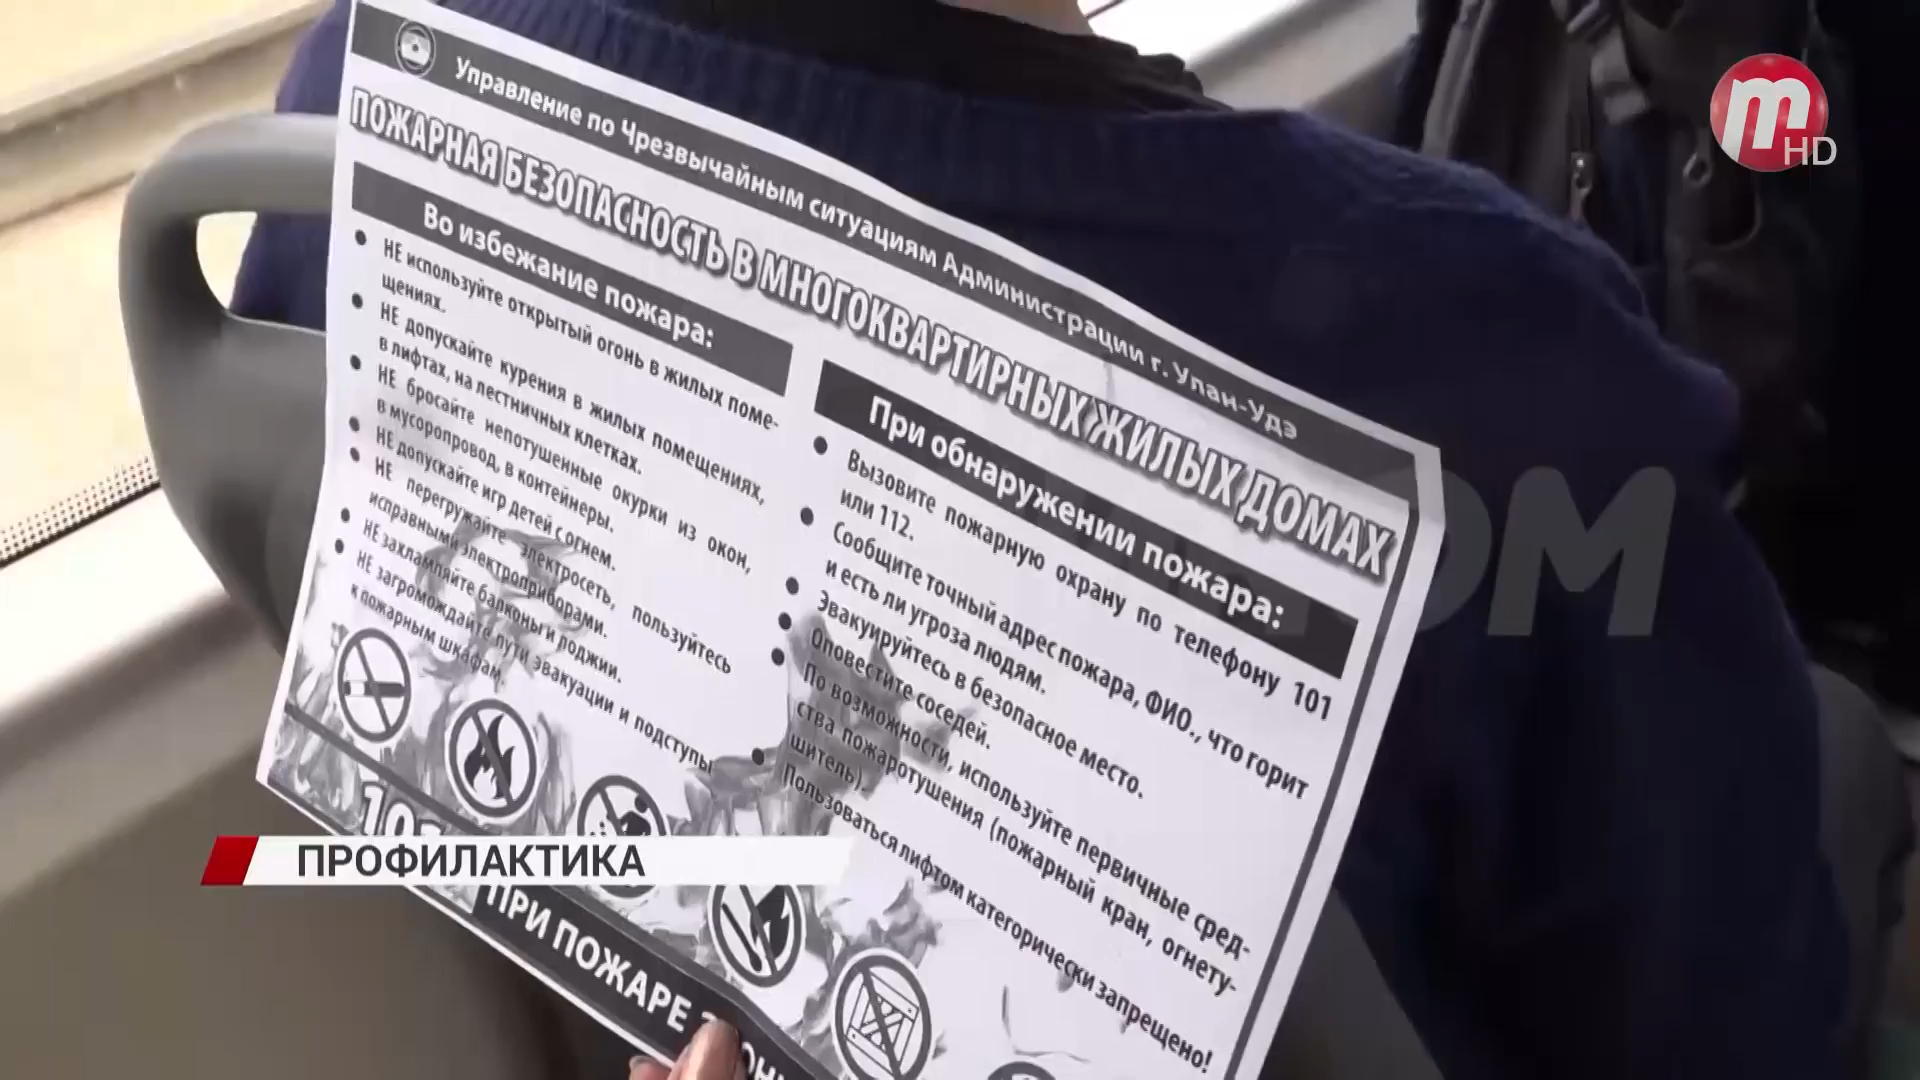 Управление по Чрезвычайным ситуациям Администрации г. Улан-Удэ
ПОЖАРНАЯ БЕЗОПАСНОСТЬ В МНОГОКВАРТИРНЫХ ЖИЛЫХ ДОМАХ
Во избежание пожара:
НЕ используйте открытый огонь в жилых поме-
щениях.
НЕ допускайте курения в жилых помещениях,
в лифтах, на лестничных клетках.
НЕ бросайте непотушенные окурки из окон,
в мусоропровод, в контейнеры.
НЕ допускайте игр детей с огнем.
НЕ перегружайте электросеть, пользуйтесь
исправными электроприборами.
НЕ захламляйте балконы и лоджии.
НЕ загромождайте пути эвакуации и подступы
к пожарным шкафам.
При обнаружении пожара:
Вызовите пожарную охрану по телефону 101
или 112.
Сообщите точный адрес пожара, ФИО., что горит
и есть ли угроза людям.
Эвакуируйтесь в безопасное место.
Оповестите соседей.
По возможности, используйте первичные сред-
ства пожаротушения (пожарный кран, огнету-
шитель).
Пользоваться лифтом категорически запрещено!
ПРИ ПОЖАРЕ
ПРОФИЛАКТИКА
m HD